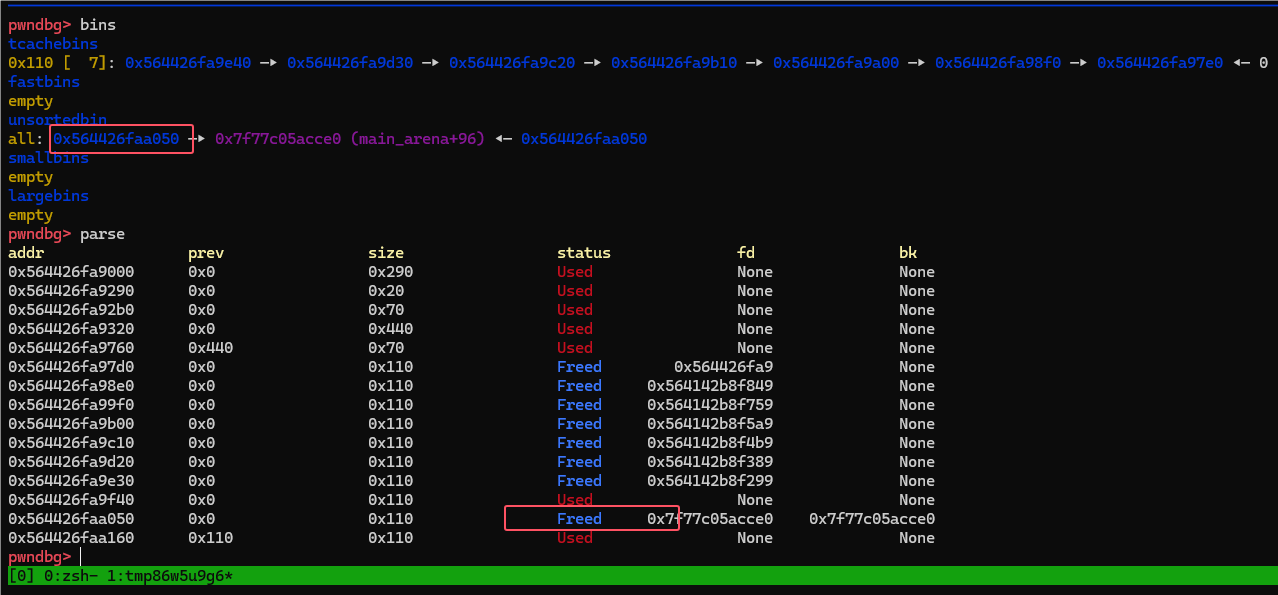 pwndbg> bins
tcachebins
0x110 [  7]: 0x564426fa9e40 —▸ 0x564426fa9d30 —▸ 0x564426fa9c20 —▸ 0x564426fa9b10 —▸ 0x564426fa9a00 —▸ 0x564426fa98f0 —▸ 0x564426fa97e0 ◂— 0
fastbins
empty
unsortedbin
all: 0x564426faa050 —▸ 0x7f77c05acce0 (main_arena+96) ◂— 0x564426faa050
smallbins
empty
largebins
empty
pwndbg> parse
addr prev size status fd bk
0x564426fa9000 0x0 0x290 Used None None
0x564426fa9290 0x0 0x20 Used None None
0x564426fa92b0 0x0 0x70 Used None None
0x564426fa9320 0x0 0x440 Used None None
0x564426fa9760 0x440 0x70 Used None None
0x564426fa97d0 0x0 0x110 Freed 0x564426fa9 None
0x564426fa98e0 0x0 0x110 Freed 0x564142b8f849 None
0x564426fa99f0 0x0 0x110 Freed 0x564142b8f759 None
0x564426fa9b00 0x0 0x110 Freed 0x564142b8f5a9 None
0x564426fa9c10 0x0 0x110 Freed 0x564142b8f4b9 None
0x564426fa9d20 0x0 0x110 Freed 0x564142b8f389 None
0x564426fa9e30 0x0 0x110 Freed 0x564142b8f299 None
0x564426fa9f40 0x0 0x110 Used None None
0x564426faa050 0x0 0x110 Freed 0x7f77c05acce0 0x7f77c05acce0
0x564426faa160 0x110 0x110 Used None None
pwndbg>
[0] 0:zsh- 1:tmp86w5u9g6*